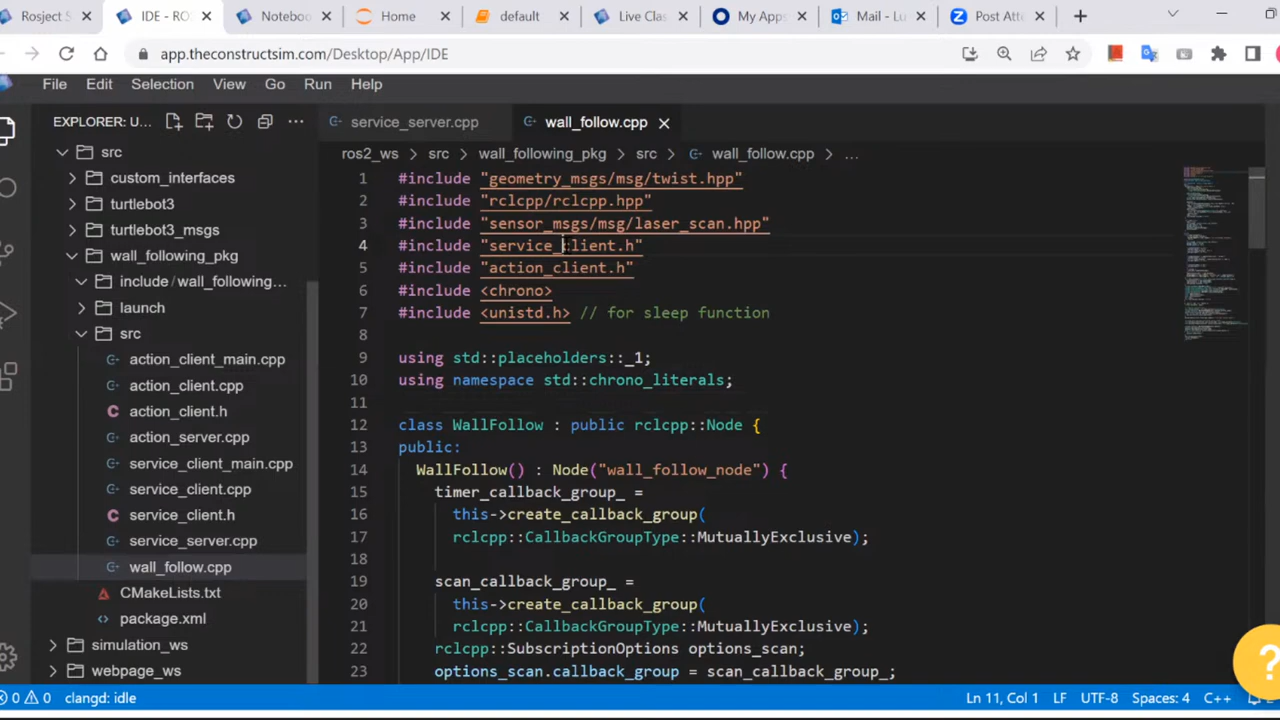 Rosject S
IDE - RO
Noteboo
Home
default
Live Clas
My Apps
Mail - Lu
Post Att
app.theconstructsim.com/Desktop/App/IDE
File Edit Selection View Go Run Help
EXPLORER: U...
src
custom_interfaces
turtlebot3
turtlebot3_msgs
wall_following_pkg
include/wall_following...
launch
src
action_client_main.cpp
action_client.cpp
action_client.h
action_server.cpp
service_client_main.cpp
service_client.cpp
service_client.h
service_server.cpp
wall_follow.cpp
CMakeLists.txt
package.xml
simulation_ws
webpage_ws
service_server.cpp
wall_follow.cpp
ros2_ws > src > wall_following_pkg > src > wall_follow.cpp > ...
1 #include "geometry_msgs/msg/twist.hpp"
2 #include "rclcpp/rclcpp.hpp"
3 #include "sensor_msgs/msg/laser_scan.hpp"
4 #include "service_client.h"
5 #include "action_client.h"
6 #include <chrono>
7 #include <unistd.h> // for sleep function
8
9 using std::placeholders::_1;
10 using namespace std::chrono_literals;
11
12 class WallFollow : public rclcpp::Node {
13 public:
14 WallFollow() : Node("wall_follow_node") {
15 timer_callback_group_ =
16 this->create_callback_group(
17 rclcpp::CallbackGroupType::MutuallyExclusive);
18
19 scan_callback_group_ =
20 this->create_callback_group(
21 rclcpp::CallbackGroupType::MutuallyExclusive);
22 rclcpp::SubscriptionOptions options_scan;
23 options_scan.callback_group = scan_callback_group_;
?
0 0 clangd: idle
Ln 11, Col 1 LF UTF-8 Spaces: 4 C++